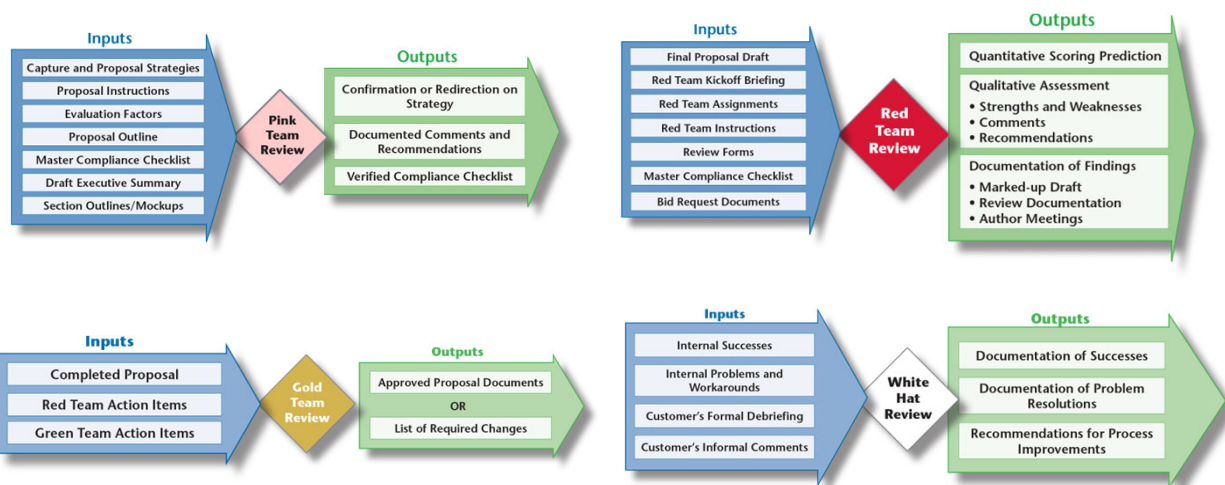 Inputs
Capture and Proposal Strategies
Proposal Instructions
Evaluation Factors
Proposal Outline
Master Compliance Checklist
Draft Executive Summary
Section Outlines/Mockups
Pink
Team
Review
Outputs
Confirmation or Redirection on
Strategy
Documented Comments and
Recommendations
Verified Compliance Checklist
Inputs
Final Proposal Draft
Red Team Kickoff Briefing
Red Team Assignments
Red Team Instructions
Review Forms
Master Compliance Checklist
Bid Request Documents
Red
Team
Review
Outputs
Quantitative Scoring Prediction
Qualitative Assessment
• Strengths and Weaknesses
• Comments
• Recommendations
Documentation of Findings
• Marked-up Draft
• Review Documentation
• Author Meetings
Inputs
Completed Proposal
Red Team Action Items
Green Team Action Items
Gold
Team
Review
Outputs
Approved Proposal Documents
OR
List of Required Changes
Inputs
Internal Successes
Internal Problems and
Workarounds
Customer's Formal Debriefing
Customer's Informal Comments
White
Hat
Review
Outputs
Documentation of Successes
Documentation of Problem
Resolutions
Recommendations for Process
Improvements